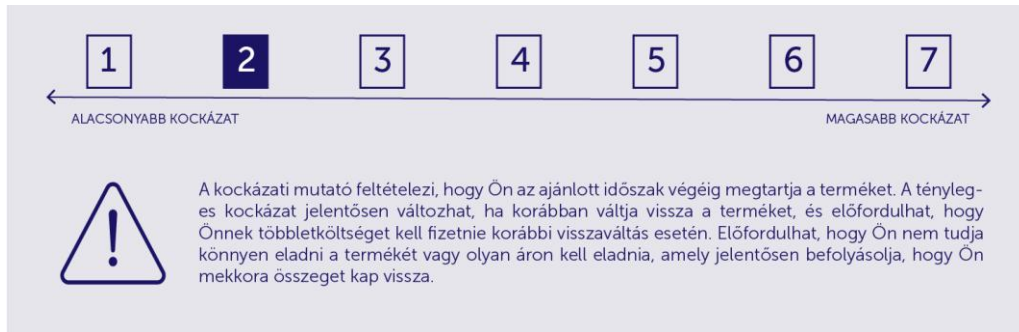 1 2 3 4 5 6 7
ALACSONYABB KOCKÁZAT MAGASABB KOCKÁZAT
A kockázati mutató feltételezi, hogy Ön az ajánlott időszak végéig megtartja a terméket. A tényleg-
es kockázat jelentősen változhat, ha korábban váltja vissza a terméket, és előfordulhat, hogy
Önnek többletköltséget kell fizetnie korábbi visszaváltás esetén. Előfordulhat, hogy Ön nem tudja
könnyen eladni a termékét vagy olyan áron kell eladnia, amely jelentősen befolyásolja, hogy Ön
mekkora összeget kap vissza.